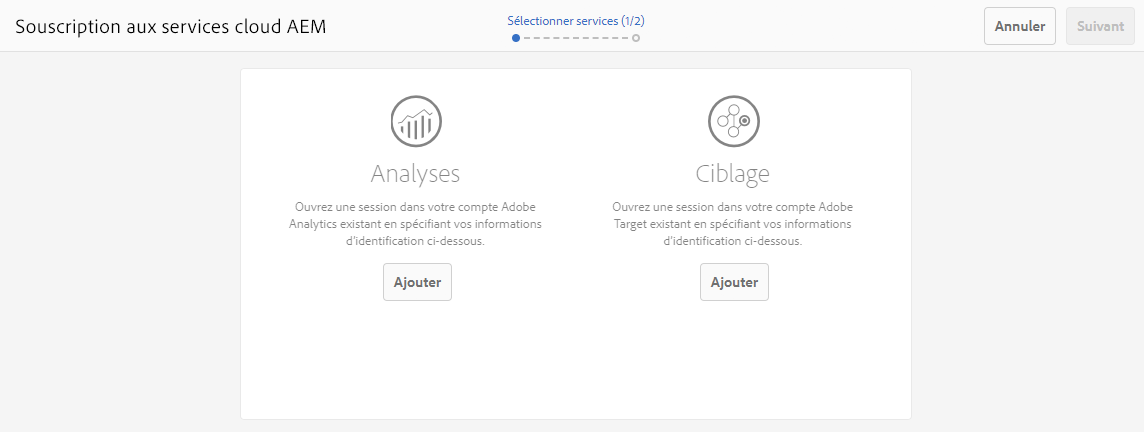 Souscription aux services cloud AEM
Sélectionner services (1/2)
Annuler
Suivant
Analyses
Ouvrez une session dans votre compte Adobe
Analytics existant en spécifiant vos informations
d'identification ci-dessous.
Ajouter
Ciblage
Ouvrez une session dans votre compte Adobe
Target existant en spécifiant vos informations
d'identification ci-dessous.
Ajouter